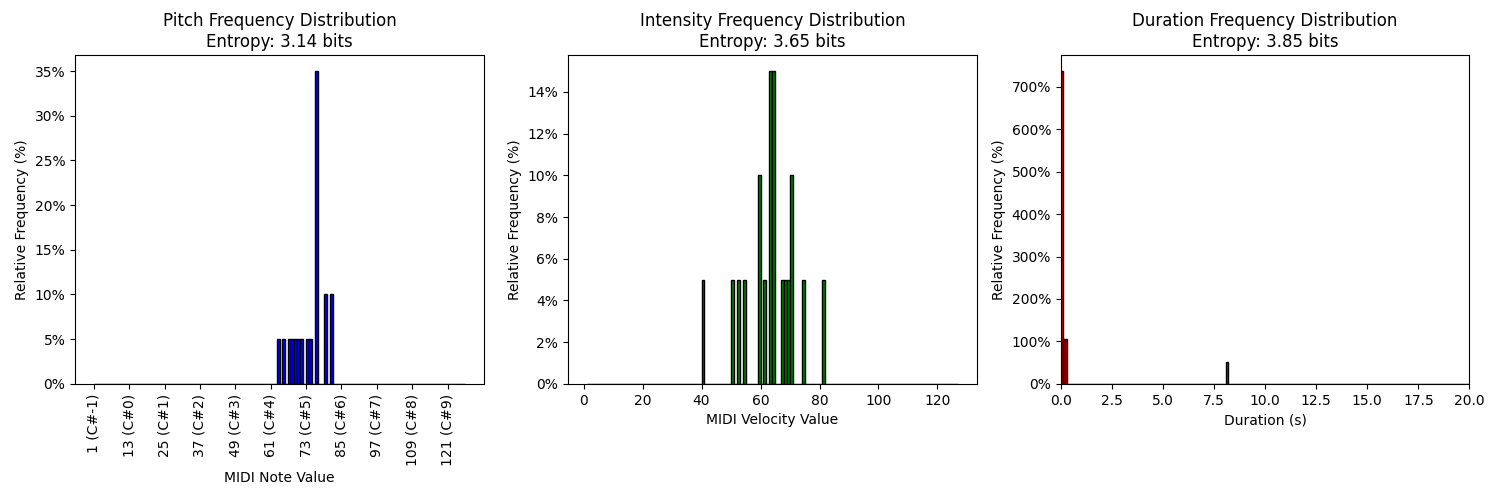 Pitch Frequency Distribution
Entropy: 3.14 bits
Relative Frequency (%)
35%
30%
25%
20%
15%
10%
5%
0%
1 (C#-1)
13 (C#0)
25 (C#1)
37 (C#2)
49 (C#3)
61 (C#4)
73 (C#5)
85 (C#6)
97 (C#7)
109 (C#8)
121 (C#9)
MIDI Note Value
Intensity Frequency Distribution
Entropy: 3.65 bits
Relative Frequency (%)
14%
12%
10%
8%
6%
4%
2%
0%
0 20 40 60 80 100 120
MIDI Velocity Value
Duration Frequency Distribution
Entropy: 3.85 bits
Relative Frequency (%)
700%
600%
500%
400%
300%
200%
100%
0%
0.0 2.5 5.0 7.5 10.0 12.5 15.0 17.5 20.0
Duration (s)